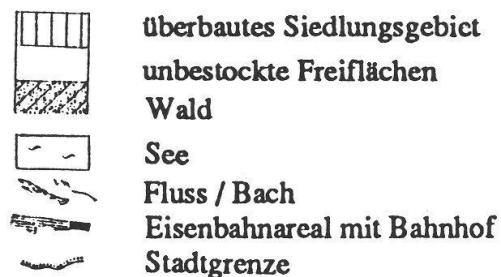 überbautes Siedlungsgebiet
unbestockte Freiflächen
Wald
See
Fluss / Bach
Eisenbahnareal mit Bahnhof
Stadtgrenze